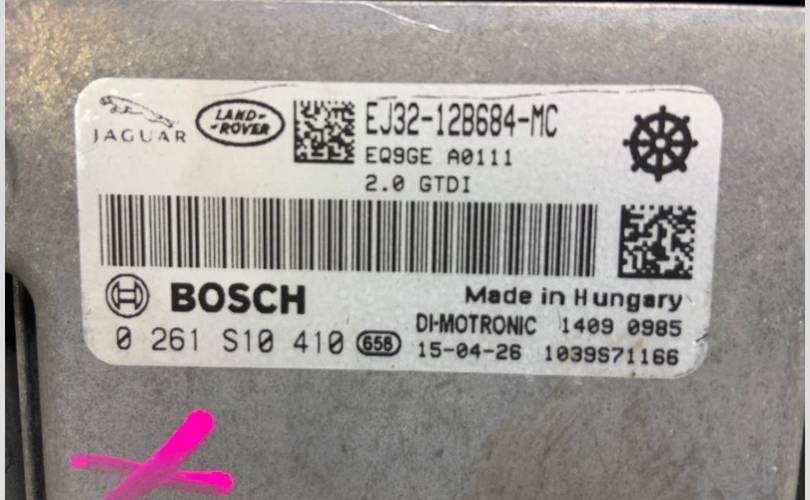 JAGUAR
LAND-
-ROVER
EJ32-12B684-MC
EQ9GE A0111
2.0 GTDI
BOSCH
Made in Hungary
0 261 S10 410 658
DI-MOTRONIC 1409 0985
15-04-26 1039S71166